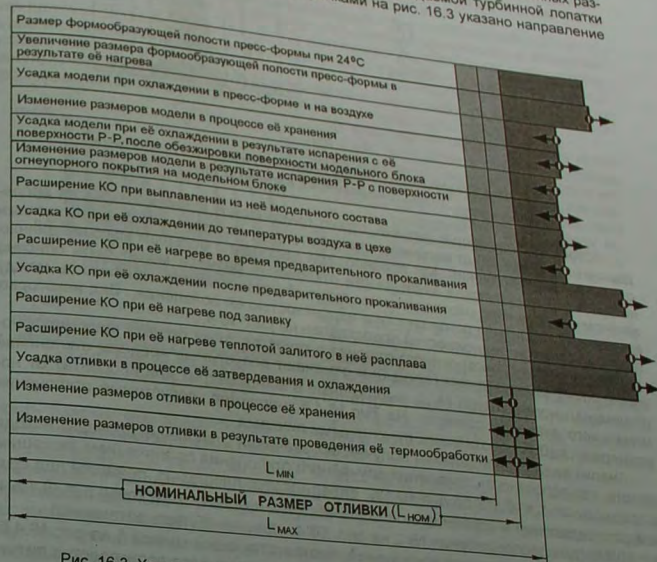 турбинной лопатки
на рис. 16.3 указано направление
Размер формообразующей полости пресс-формы при 24ºС
Увеличение размера формообразующей полости пресс-формы в
результате её нагрева
Усадка модели при охлаждении в пресс-форме и на воздухе
Изменение размеров модели в процессе её хранения
Усадка модели при её охлаждении в результате испарения с её
поверхности Р-Р, после обезжировки поверхности модельного блока
Изменение размеров модели в результате испарения Р-Р с поверхности
огнеупорного покрытия на модельном блоке
Расширение КО при выплавлении из неё модельного состава
Усадка КО при её охлаждении до температуры воздуха в цехе
Расширение КО при её нагреве во время предварительного прокаливания
Усадка КО при её охлаждении после предварительного прокаливания
Расширение КО при её нагреве под заливку
Расширение КО при её нагреве теплотой залитого в неё расплава
Усадка отливки в процессе её затвердевания и охлаждения
Изменение размеров отливки в процессе её хранения
Изменение размеров отливки в результате проведения её термообработки
L MIN
НОМИНАЛЬНЫЙ РАЗМЕР ОТЛИВКИ (L НОМ)
L MAX